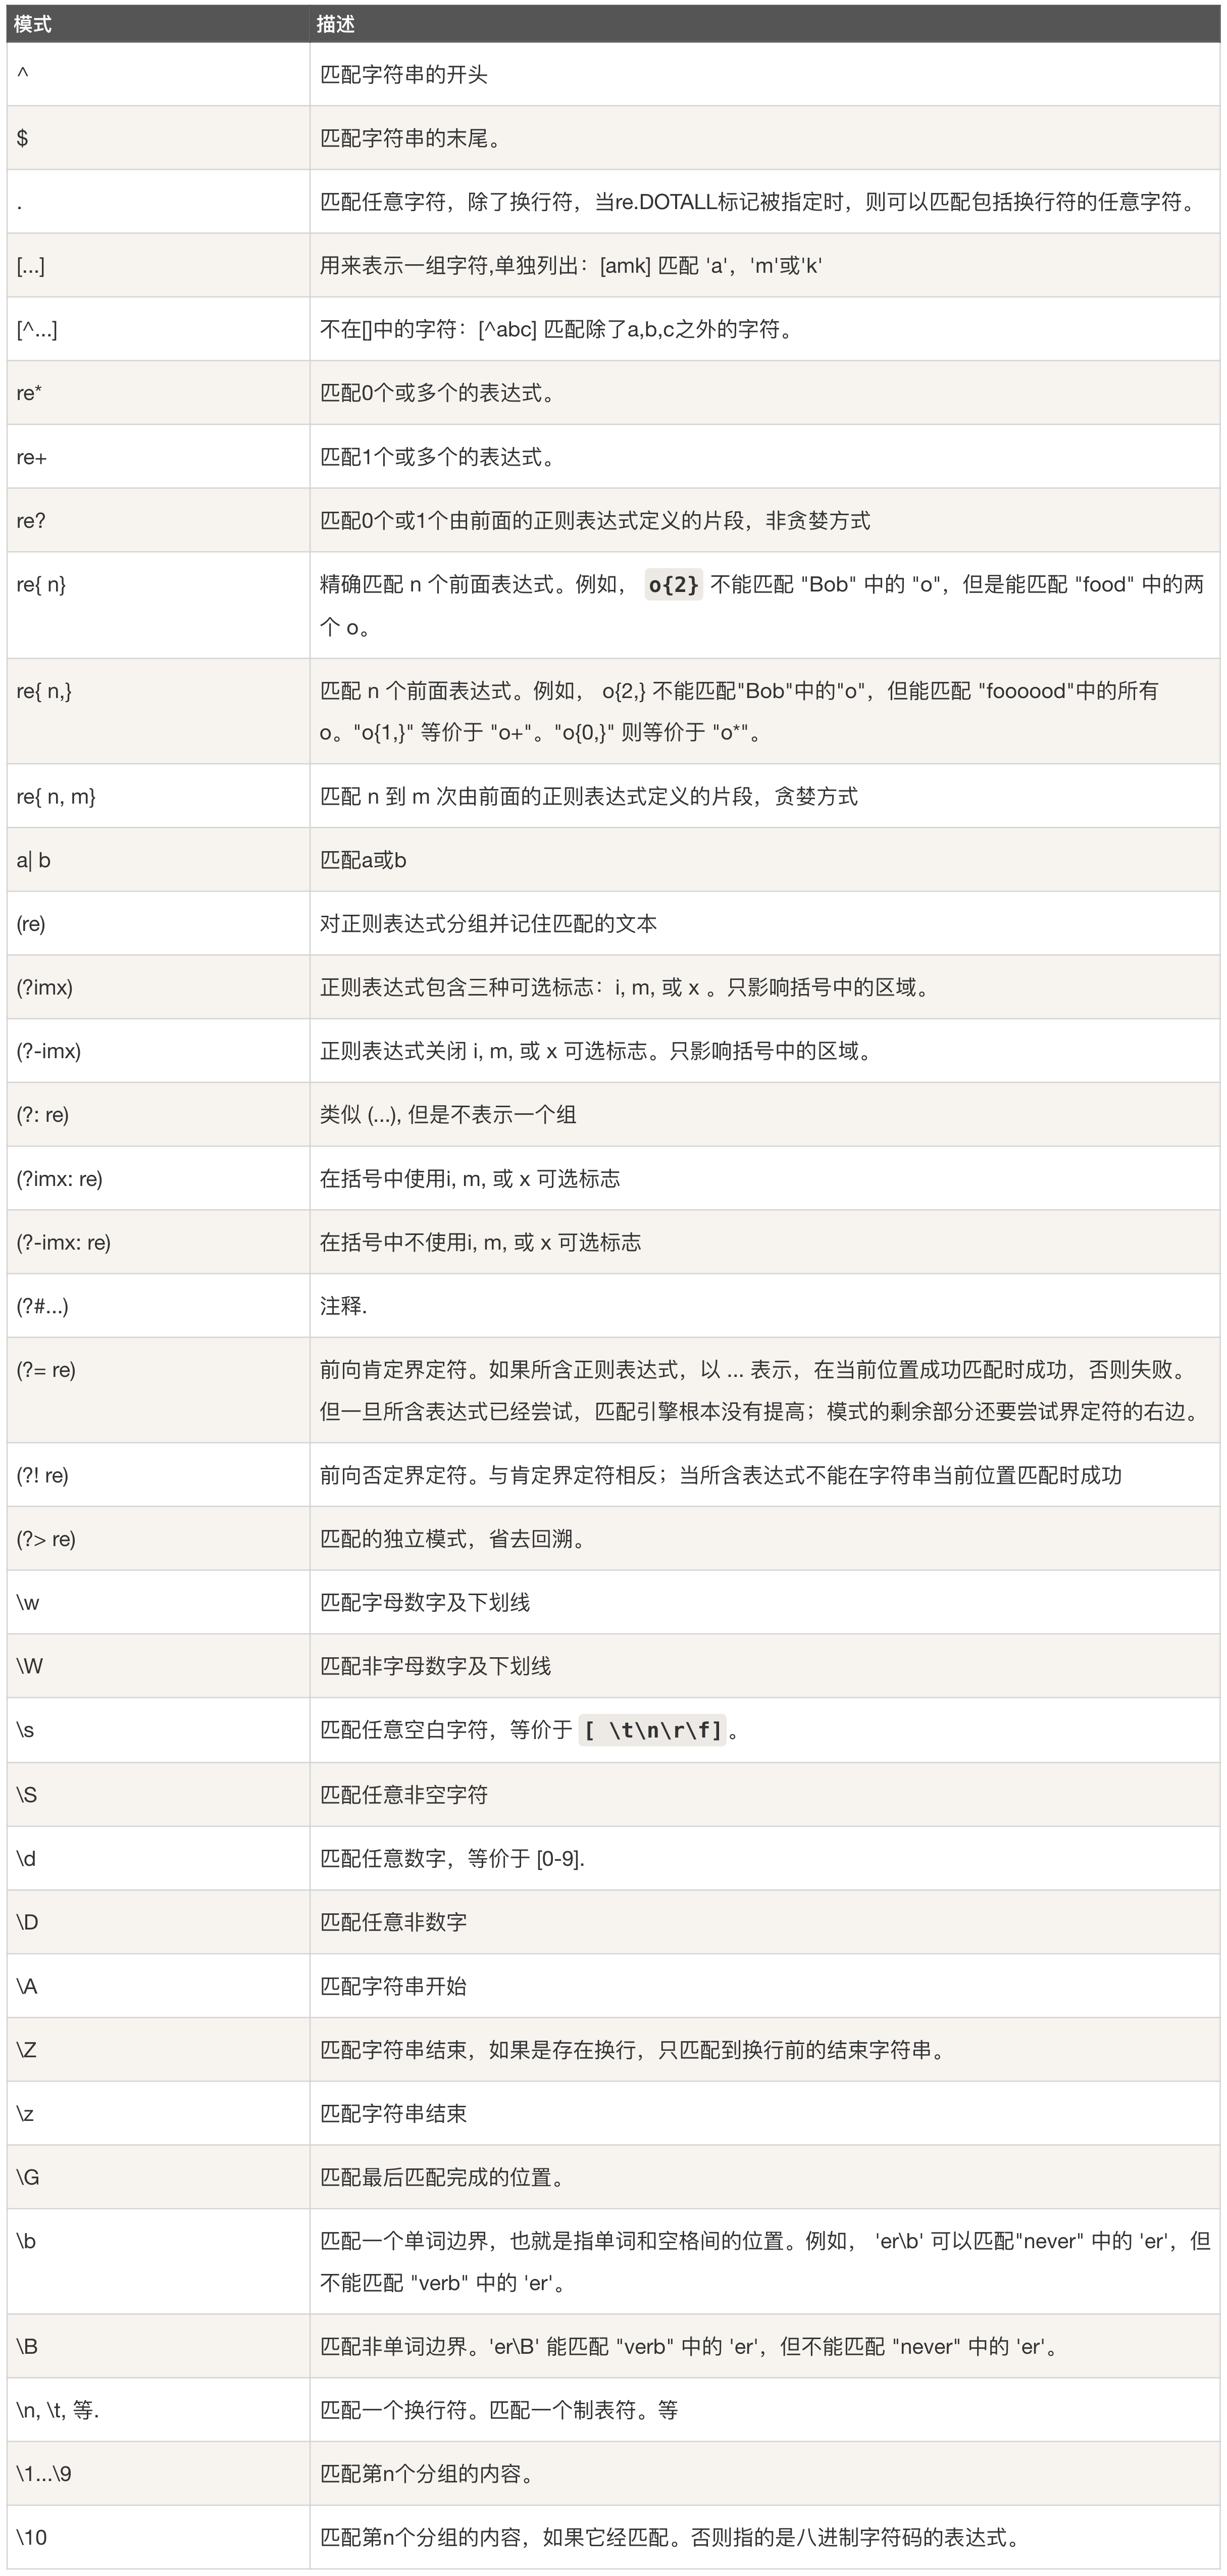 模式 描述
^ 匹配字符串的开头
$ 匹配字符串的末尾。
. 匹配任意字符，除了换行符，当re.DOTALL标记被指定时，则可以匹配包括换行符的任意字符。
[...] 用来表示一组字符,单独列出：[amk] 匹配 'a'，'m'或'k'
[^...] 不在[]中的字符：[^abc] 匹配除了a,b,c之外的字符。
re* 匹配0个或多个的表达式。
re+ 匹配1个或多个的表达式。
re? 匹配0个或1个由前面的正则表达式定义的片段，非贪婪方式
re{ n} 精确匹配 n 个前面表达式。例如， o{2} 不能匹配 "Bob" 中的 "o"，但是能匹配 "food" 中的两
个 o。
re{ n,} 匹配 n 个前面表达式。例如， o{2,} 不能匹配"Bob"中的"o"，但能匹配 "foooood"中的所有
o。"o{1,}" 等价于 "o+"。"o{0,}" 则等价于 "o*"。
re{ n, m} 匹配 n 到 m 次由前面的正则表达式定义的片段，贪婪方式
a| b 匹配a或b
(re) 对正则表达式分组并记住匹配的文本
(?imx) 正则表达式包含三种可选标志：i, m, 或 x 。只影响括号中的区域。
(?-imx) 正则表达式关闭 i, m, 或 x 可选标志。只影响括号中的区域。
(?: re) 类似 (...), 但是不表示一个组
(?imx: re) 在括号中使用i, m, 或 x 可选标志
(?-imx: re) 在括号中不使用i, m, 或 x 可选标志
(?#...) 注释.
(?= re) 前向肯定界定符。如果所含正则表达式，以 ... 表示，在当前位置成功匹配时成功，否则失败。
但一旦所含表达式已经尝试，匹配引擎根本没有提高；模式的剩余部分还要尝试界定符的右边。
(?! re) 前向否定界定符。与肯定界定符相反；当所含表达式不能在字符串当前位置匹配时成功
(?> re) 匹配的独立模式，省去回溯。
\w 匹配字母数字及下划线
\W 匹配非字母数字及下划线
\s 匹配任意空白字符，等价于 [ \t\n\r\f]。
\S 匹配任意非空字符
\d 匹配任意数字，等价于 [0-9].
\D 匹配任意非数字
\A 匹配字符串开始
\Z 匹配字符串结束，如果是存在换行，只匹配到换行前的结束字符串。
\z 匹配字符串结束
\G 匹配最后匹配完成的位置。
\b 匹配一个单词边界，也就是指单词和空格间的位置。例如， 'er\b' 可以匹配"never" 中的 'er'，但
不能匹配 "verb" 中的 'er'。
\B 匹配非单词边界。'er\B' 能匹配 "verb" 中的 'er'，但不能匹配 "never" 中的 'er'。
\n, \t, 等. 匹配一个换行符。匹配一个制表符。等
\1...\9 匹配第n个分组的内容。
\10 匹配第n个分组的内容，如果它经匹配。否则指的是八进制字符码的表达式。